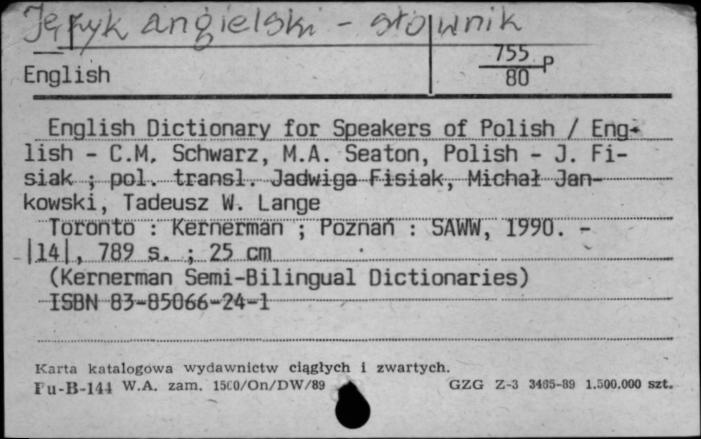 Język angielski - słownik
755
80 P
English
English Dictionary for Speakers of Polish / Eng-
lish - C.M. Schwarz, M.A. Seaton, Polish - J. Fi-
siak ; pol. transl. Jadwiga Fisiak, Michał Jan-
kowski, Tadeusz W. Lange
Toronto : Kernerman ; Poznań : SAWW, 1990. -
|14|, 789 s. ; 25 cm
(Kernerman Semi-Bilingual Dictionaries)
ISBN 83-85066-24-1
Karta katalogowa wydawnictw ciągłych i zwartych.
Pu-B-144 W.A. zam. 1500/On/DW/89 GZG Z-3 3465-89 1.500.000 szt.